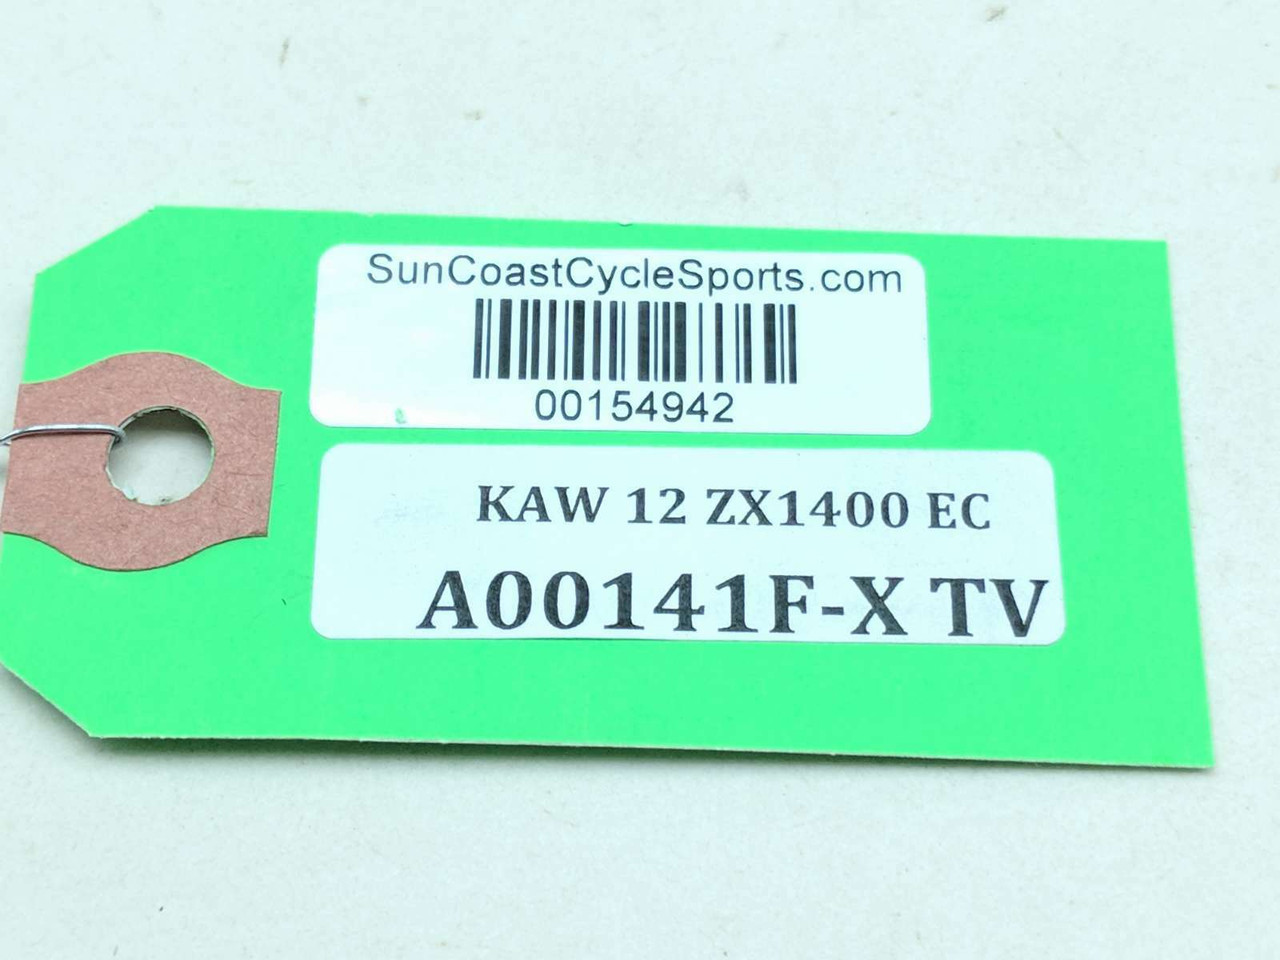 SunCoastCycleSports.com
00154942
KAW 12 ZX1400 EC
A00141F-X TV